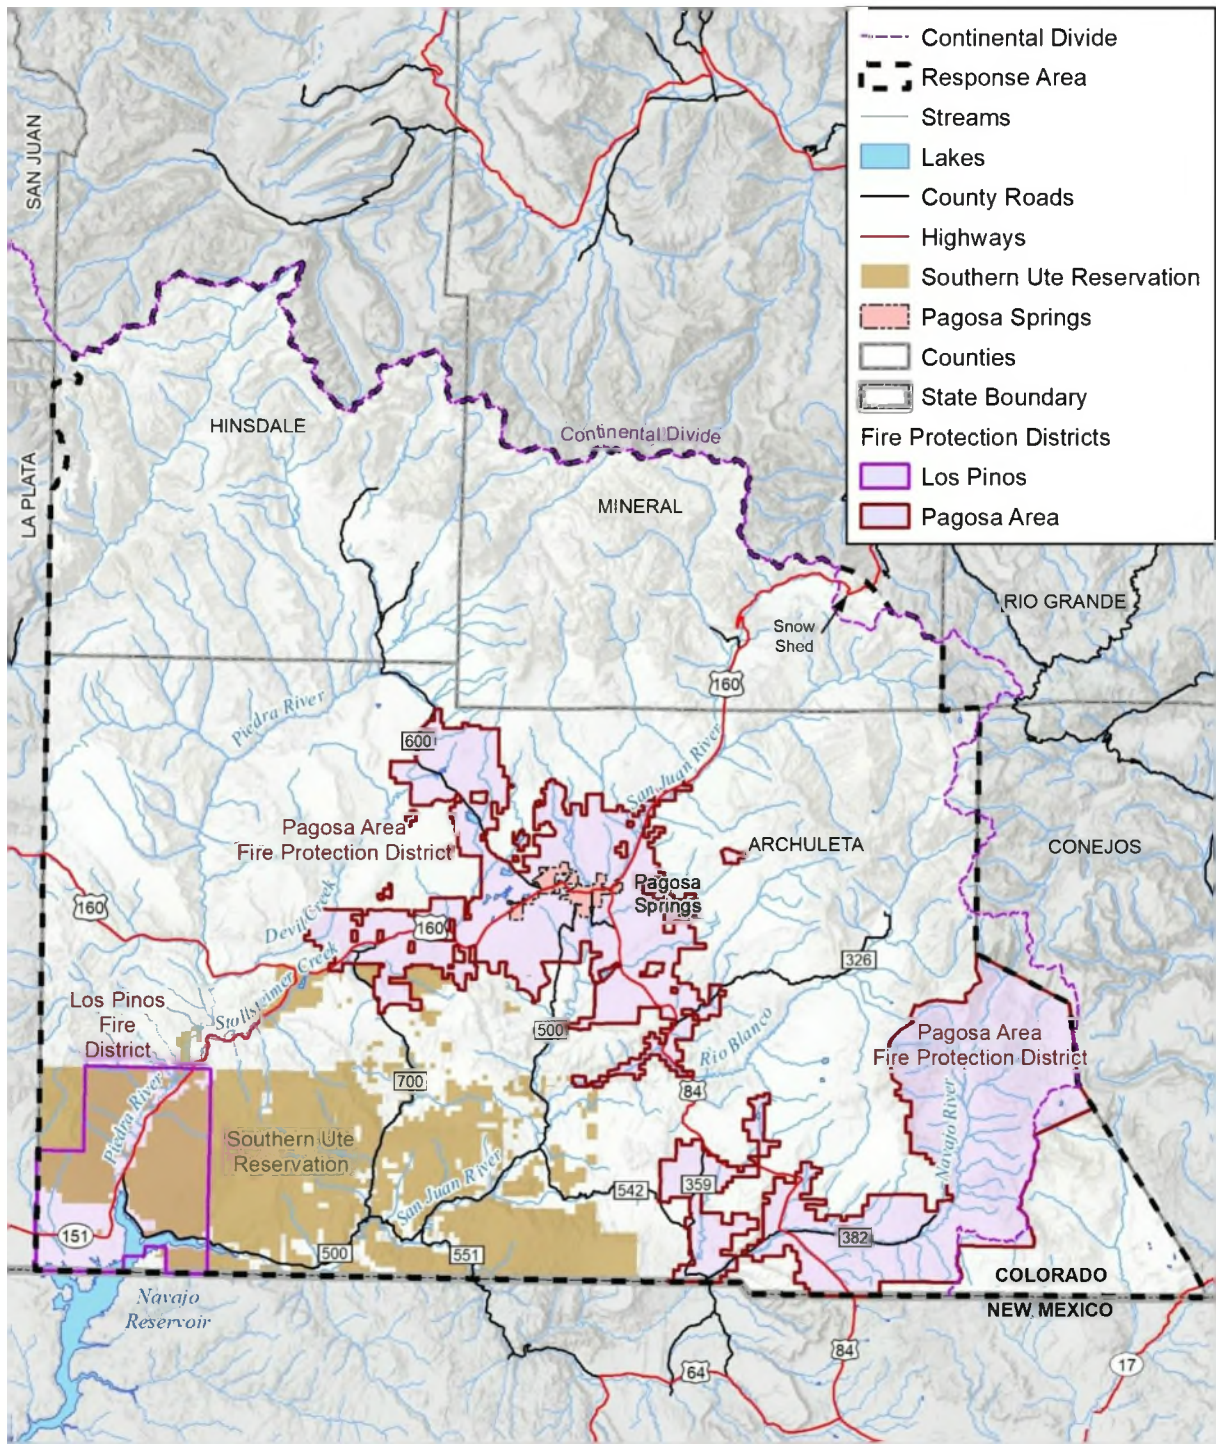 Continental Divide
Response Area
Streams
Lakes
County Roads
Highways
Southern Ute Reservation
Pagosa Springs
Counties
State Boundary
Fire Protection Districts
Los Pinos
Pagosa Area
SAN JUAN
HINSDALE
Continental Divide
LA PLATA
MINERAL
RIO GRANDE
Snow
Shed
160
Piedra River
600
San Juan River
Pagosa Area
Fire Protection District
ARCHULETA
CONEJOS
Pagosa
Springs
160
Devil Creek
160
326
Stollsteimer Creek
Los Pinos
Fire
District
500
Rio Blanco
Pagosa Area
Fire Protection District
700
84
Piedra River
Navajo River
Southern Ute
Reservation
San Juan River
359
542
151
500
551
382
COLORADO
NEW MEXICO
Navajo
Reservoir
84
64
17